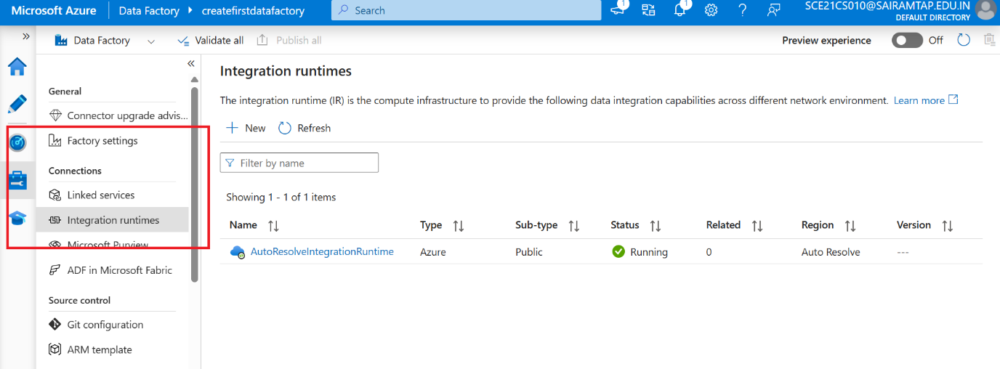 Microsoft Azure
Data Factory
createfirstdatafactory
Search
1
1
SCE21CS010@SAIRAMTAP.EDU.IN
DEFAULT DIRECTORY
Data Factory
Validate all
Publish all
Preview experience
Off
General
Connector upgrade advis...
Factory settings
Connections
Linked services
Integration runtimes
Microsoft Purview
ADF in Microsoft Fabric
Source control
Git configuration
ARM template
Integration runtimes
The integration runtime (IR) is the compute infrastructure to provide the following data integration capabilities across different network environment. Learn more
New
Refresh
Filter by name
Showing 1 - 1 of 1 items
Name Type Sub-type Status Related Region Version
AutoResolveIntegrationRuntime Azure Public Running 0 Auto Resolve ---